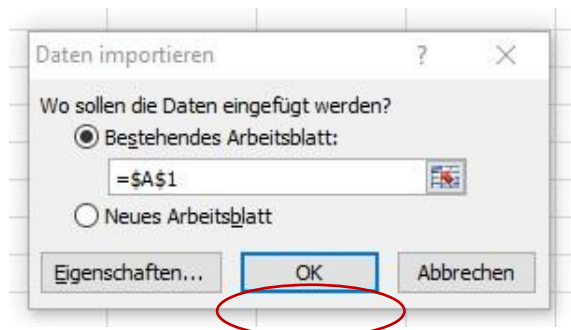 Daten importieren ? ×
Wo sollen die Daten eingefügt werden?
Bestehendes Arbeitsblatt:
=$A$1
Neues Arbeitsblatt
Eigenschaften... OK Abbrechen